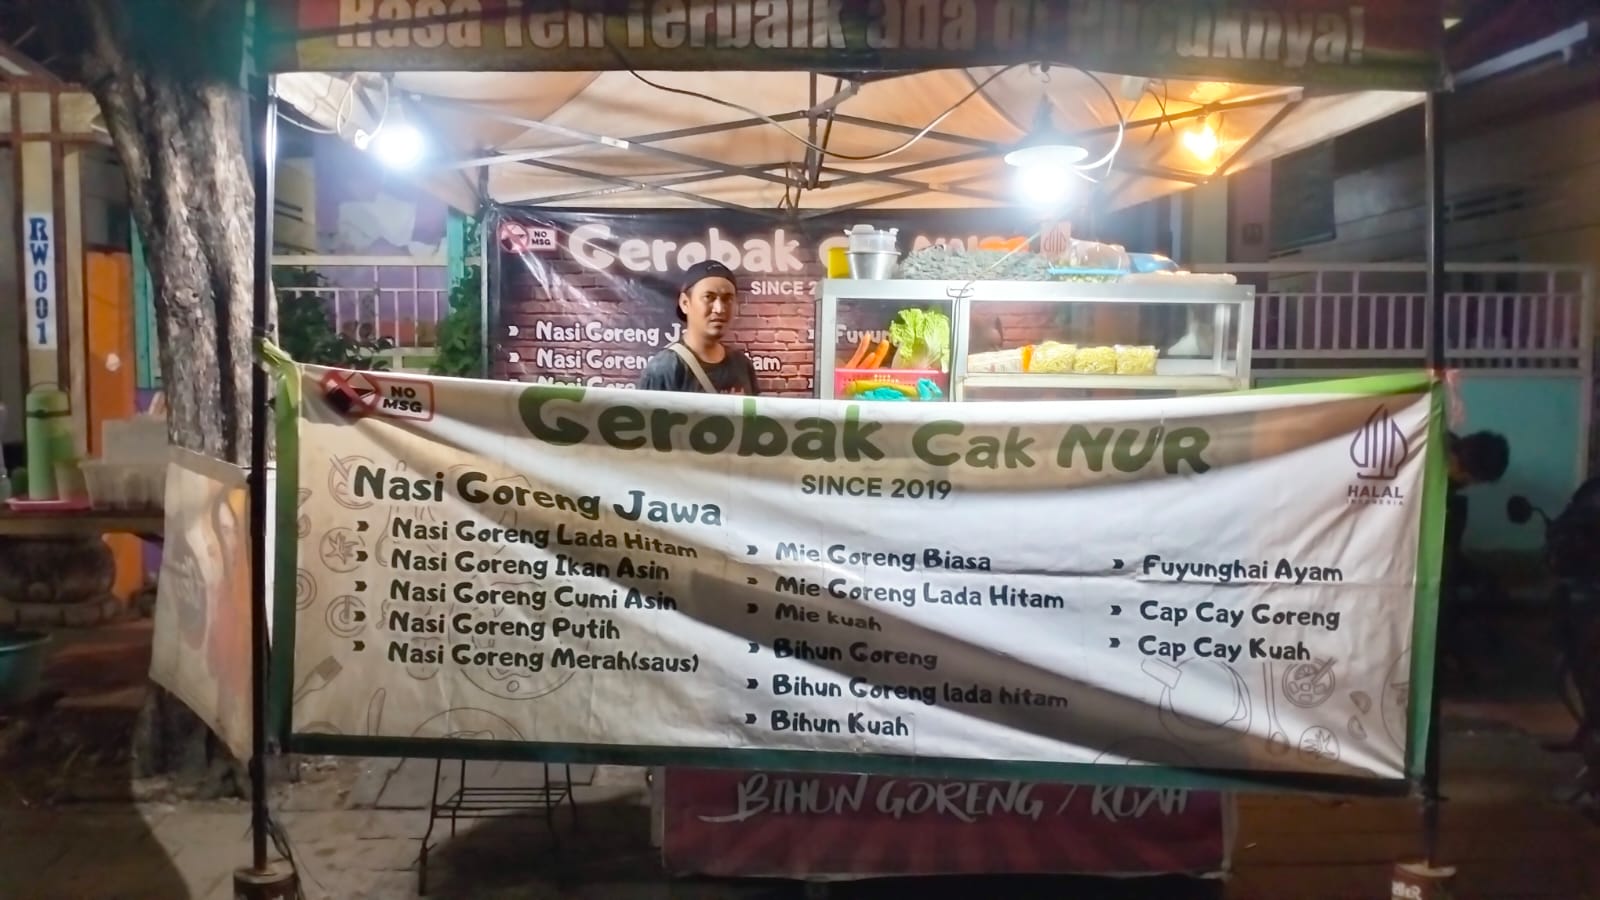 Rasa Teh Terbaik ada di Pucuknya!
RW001
NO
MSG
Gerobak
SINCE
Nasi Goreng
Nasi Goreng
NO
MSG
Gerobak Cak NUR
SINCE 2019
HALAL
INDONESIA
Nasi Goreng Jawa
» Nasi Goreng Lada Hitam
» Nasi Goreng Ikan Asin
» Nasi Goreng Cumi Asin
» Nasi Goreng Putih
» Nasi Goreng Merah(saus)
» Mie Goreng Biasa
» Mie Goreng Lada Hitam
» Mie kuah
» Bihun Goreng
» Bihun Goreng lada hitam
» Bihun Kuah
» Fuyunghai Ayam
» Cap Cay Goreng
» Cap Cay Kuah
BIHUN GORENG / KUAH